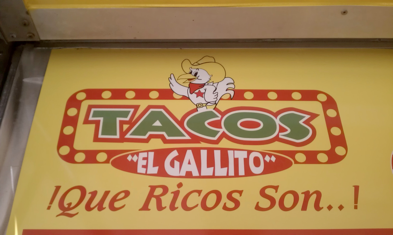 TACOS
"EL GALLITO"
!Que Ricos Son..!